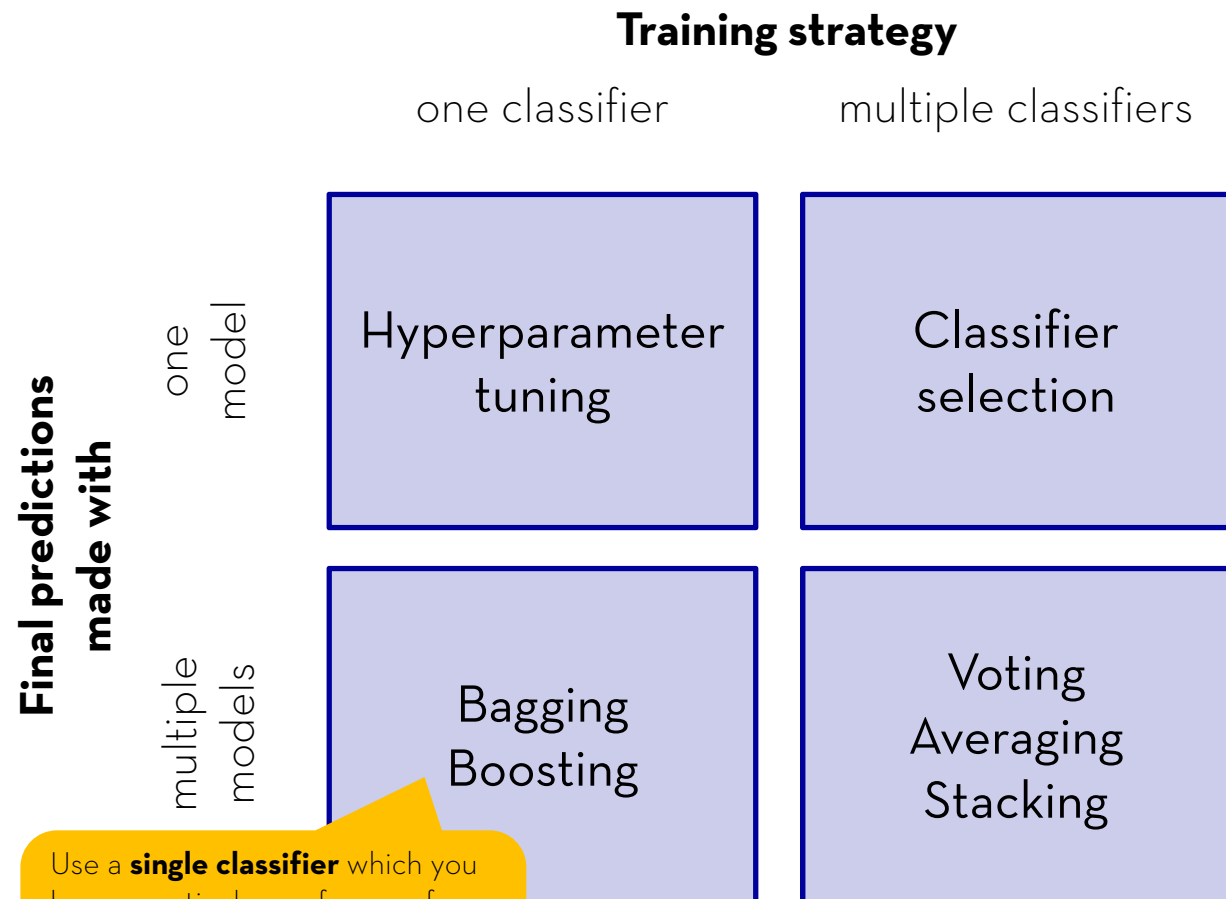 Training strategy
one classifier
multiple classifiers
Final predictions
made with
one
model
Hyperparameter
tuning
Classifier
selection
multiple
models
Bagging
Boosting
Voting
Averaging
Stacking
Use a single classifier which you